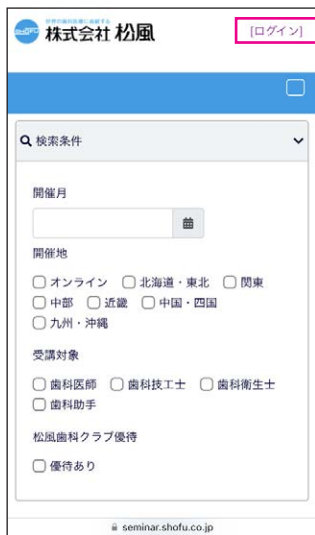 世界の歯科医療に貢献する
SHOFU 株式会社 松風
[ログイン]
検索条件
開催月
開催地
オンライン 北海道・東北 関東
中部 近畿 中国・四国
九州・沖縄
受講対象
歯科医師 歯科技工士 歯科衛生士
歯科助手
松風歯科クラブ優待
優待あり
seminar.shofu.co.jp